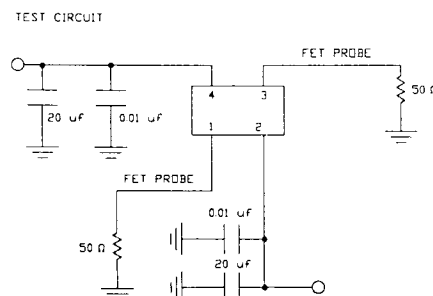 TEST CIRCUIT
FET PROBE
4 3
50 Ω
20 uF 0.01 uF
1 2
FET PROBE
0.01 uF
50 Ω
20 uF